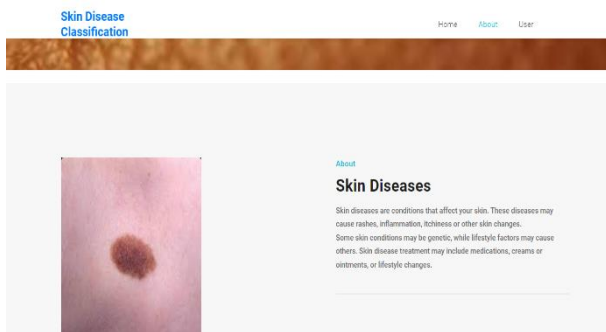 Skin Disease
Classification
Home About User
About
Skin Diseases
Skin diseases are conditions that affect your skin. These diseases may
cause rashes, inflammation, itchiness or other skin changes.
Some skin conditions may be genetic, while lifestyle factors may cause
others. Skin disease treatment may include medications, creams or
ointments, or lifestyle changes.